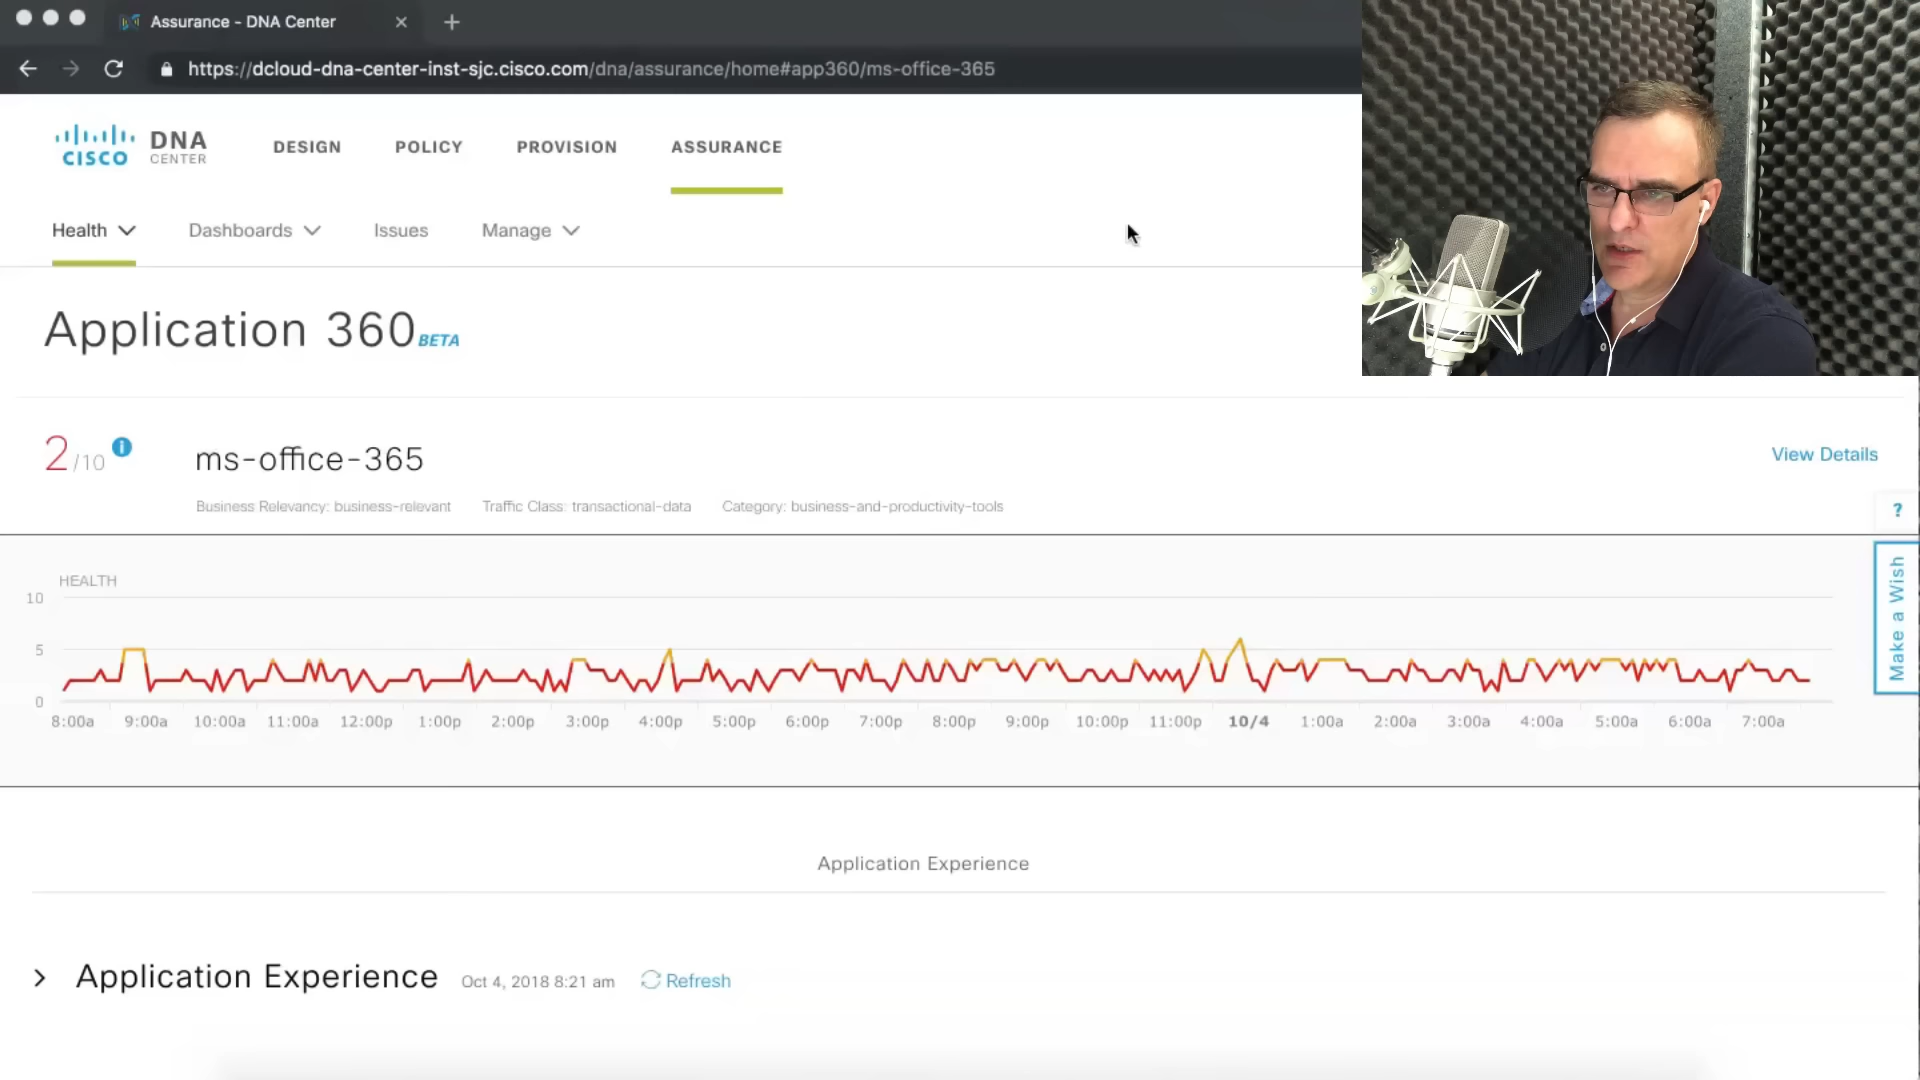 Assurance - DNA Center
https://dcloud-dna-center-inst-sjc.cisco.com/dna/assurance/home#app360/ms-office-365
CISCO
DNA
CENTER
DESIGN
POLICY
PROVISION
ASSURANCE
Health
Dashboards
Issues
Manage
Application 360 BETA
2/10
ms-office-365
View Details
Business Relevancy: business-relevant
Traffic Class: transactional-data
Category: business-and-productivity-tools
?
Make a Wish
HEALTH
10
5
0
8:00a 9:00a 10:00a 11:00a 12:00p 1:00p 2:00p 3:00p 4:00p 5:00p 6:00p 7:00p 8:00p 9:00p 10:00p 11:00p 10/4 1:00a 2:00a 3:00a 4:00a 5:00a 6:00a 7:00a
Application Experience
Application Experience Oct 4, 2018 8:21 am Refresh